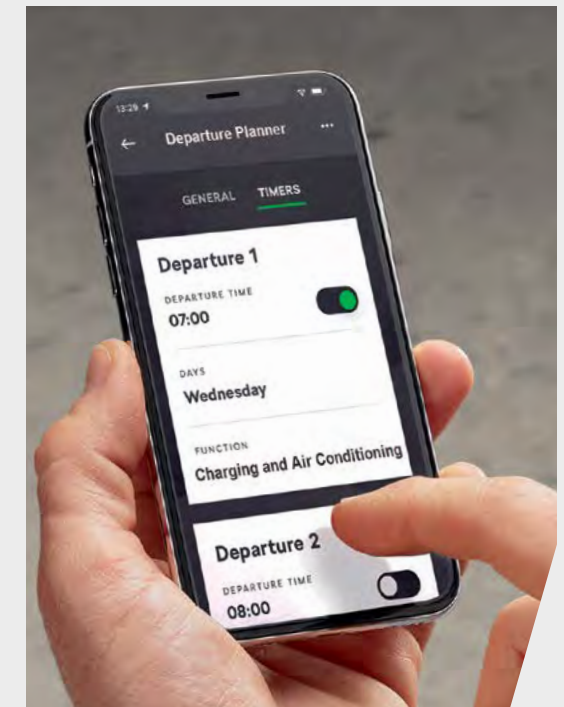 13:29
Departure Planner
GENERAL TIMERS
Departure 1
DEPARTURE TIME
07:00
DAYS
Wednesday
FUNCTION
Charging and Air Conditioning
Departure 2
DEPARTURE TIME
08:00